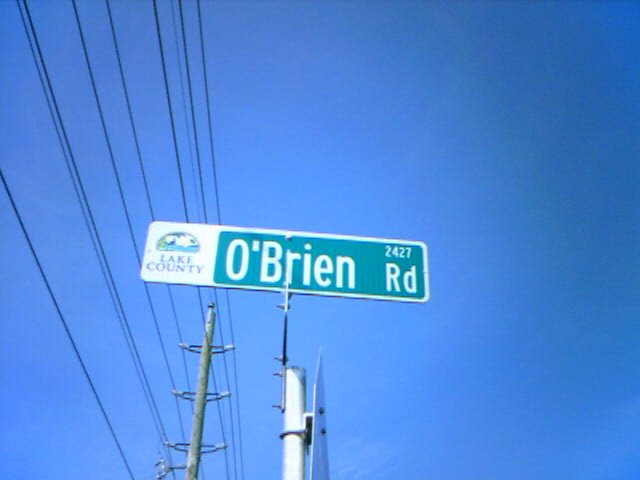 LAKE
COUNTY
O'Brien
2427
Rd